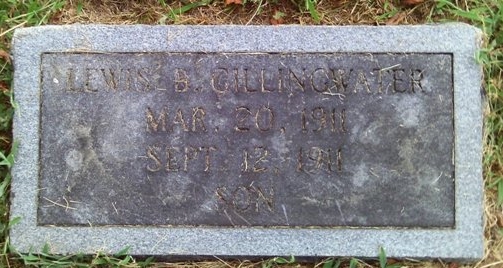 LEWIS B. GILLINGWATER
MAR. 20, 1911
SEPT. 12, 1911
SON